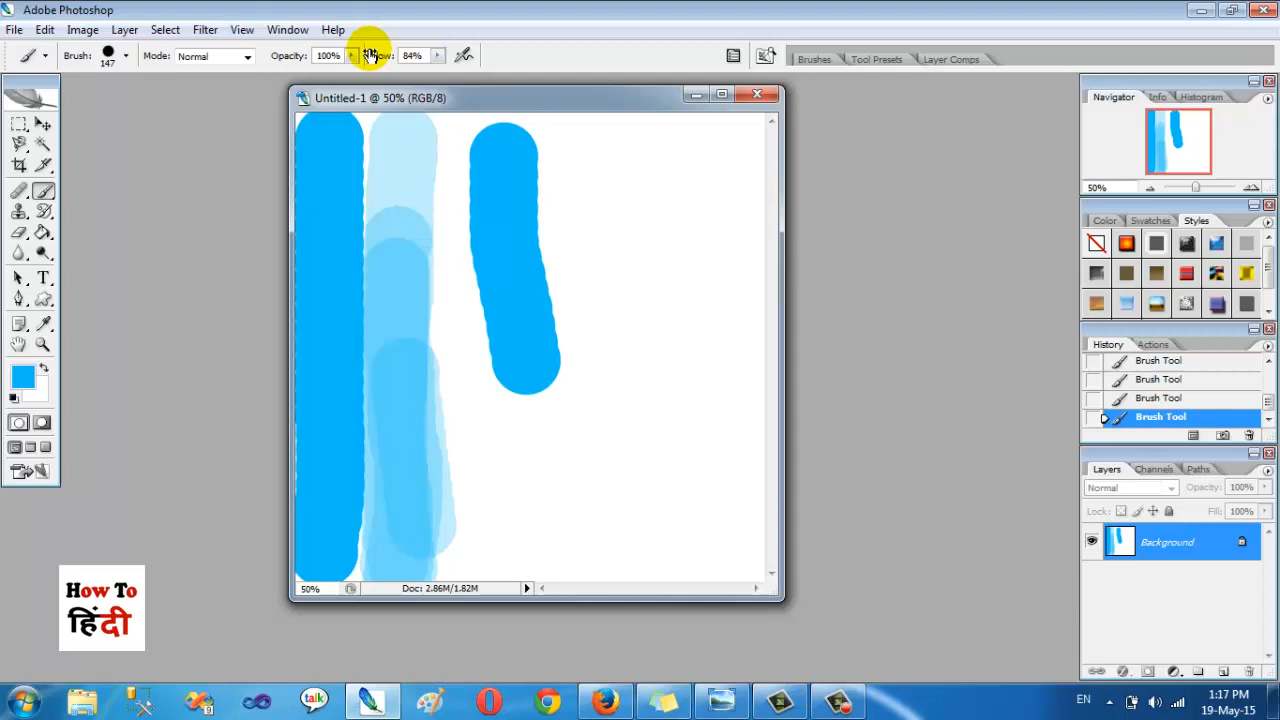 Adobe Photoshop
File Edit Image Layer Select Filter View Window Help
Brush: 147 Mode: Normal Opacity: 100% Flow: 84% Brushes Tool Presets Layer Comps
Untitled-1 @ 50% (RGB/8)
Navigator Info Histogram
50%
Color Swatches Styles
History Actions
Brush Tool
Brush Tool
Brush Tool
Brush Tool
Layers Channels Paths
Normal Opacity: 100%
Lock: Fill: 100%
Background
50% Doc: 2.86M/1.82M
How To
हिंदी
talk
EN 1:17 PM
19-May-15